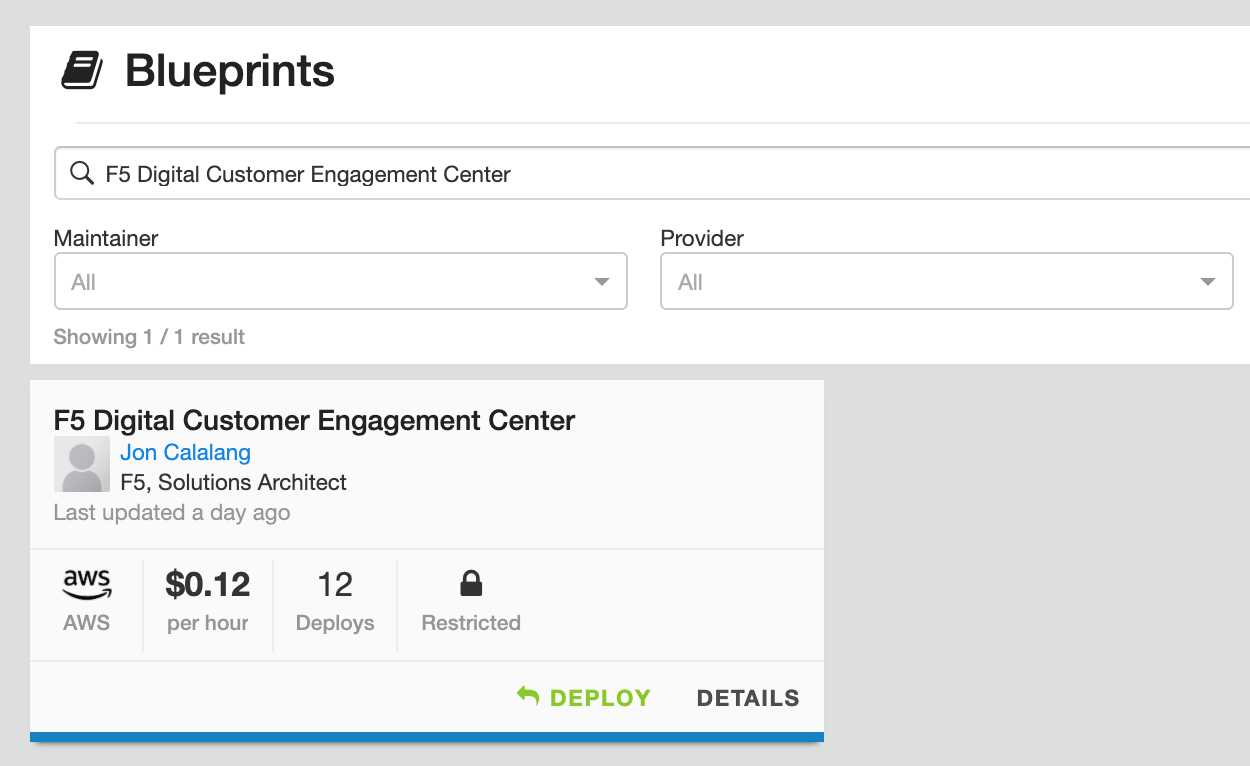 Blueprints
F5 Digital Customer Engagement Center
Maintainer
Provider
All
All
Showing 1 / 1 result
F5 Digital Customer Engagement Center
Jon Calalang
F5, Solutions Architect
Last updated a day ago
aws
$0.12
12
AWS
per hour
Deploys
Restricted
DEPLOY
DETAILS